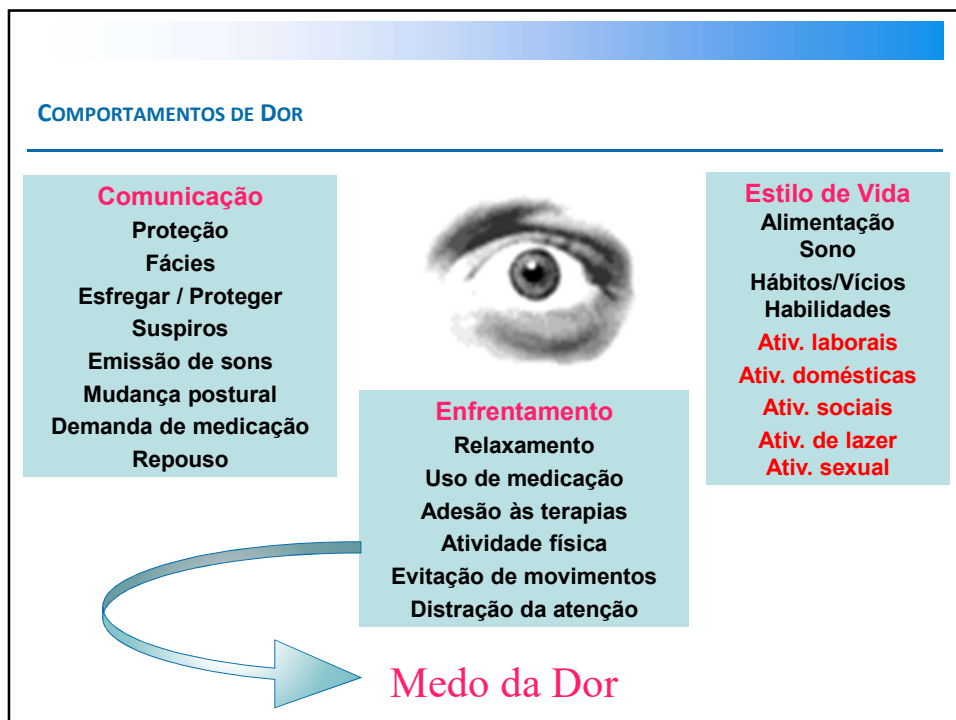 COMPORTAMENTOS DE DOR
Comunicação
Proteção
Fácies
Esfregar / Proteger
Suspiros
Emissão de sons
Mudança postural
Demanda de medicação
Repouso
Enfrentamento
Relaxamento
Uso de medicação
Adesão às terapias
Atividade física
Evitação de movimentos
Distração da atenção
Estilo de Vida
Alimentação
Sono
Hábitos/Vícios
Habilidades
Ativ. laborais
Ativ. domésticas
Ativ. sociais
Ativ. de lazer
Ativ. sexual
Medo da Dor